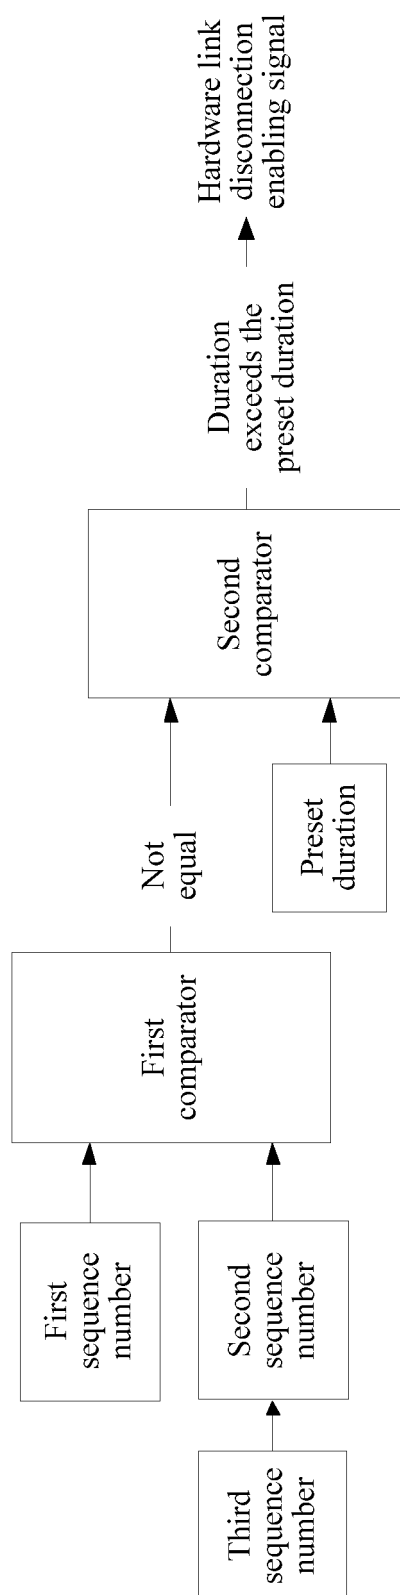 Third
sequence
number
First
sequence
number
Second
sequence
number
First
comparator
Not
equal
Preset
duration
Second
comparator
Duration
exceeds the
preset duration
Hardware link
disconnection
enabling signal